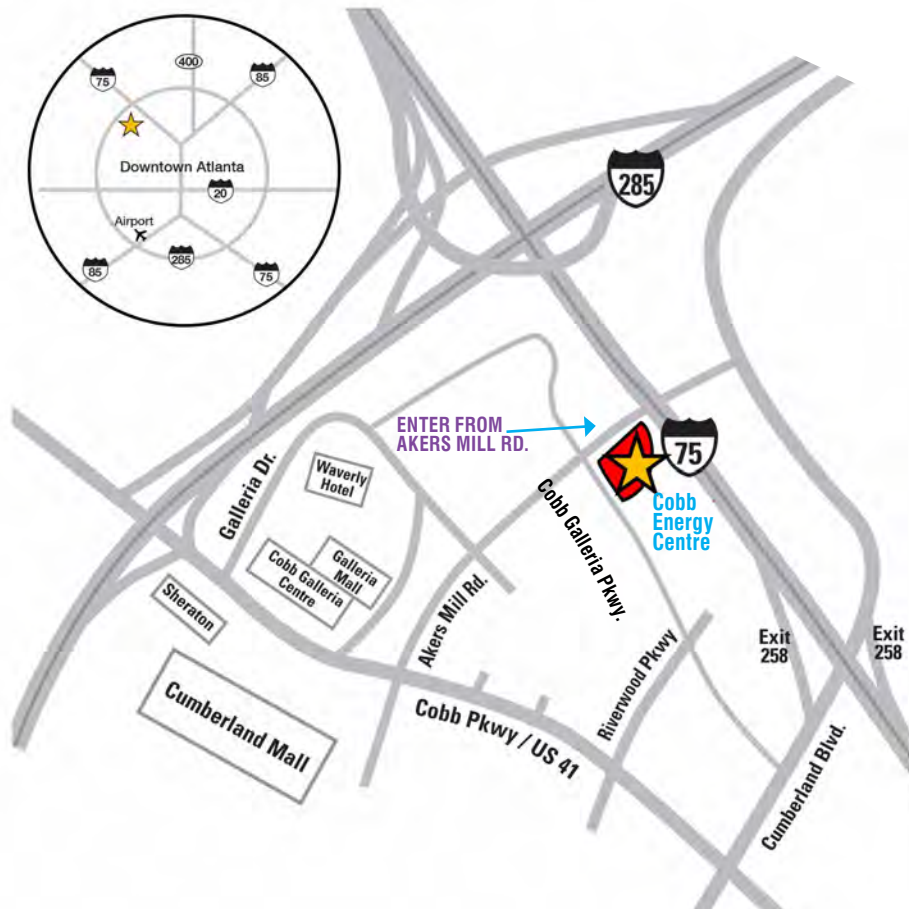 75
400
85
Downtown Atlanta
20
Airport
85
285
75
285
ENTER FROM
AKERS MILL RD.
75
Waverly
Hotel
Galleria Dr.
Cobb
Energy
Centre
Cobb Galleria Pkwy.
Galleria
Mall
Cobb Galleria
Centre
Sheraton
Akers Mill Rd.
Riverwood Pkwy
Exit
258
Exit
258
Cumberland Mall
Cobb Pkwy / US 41
Cumberland Blvd.